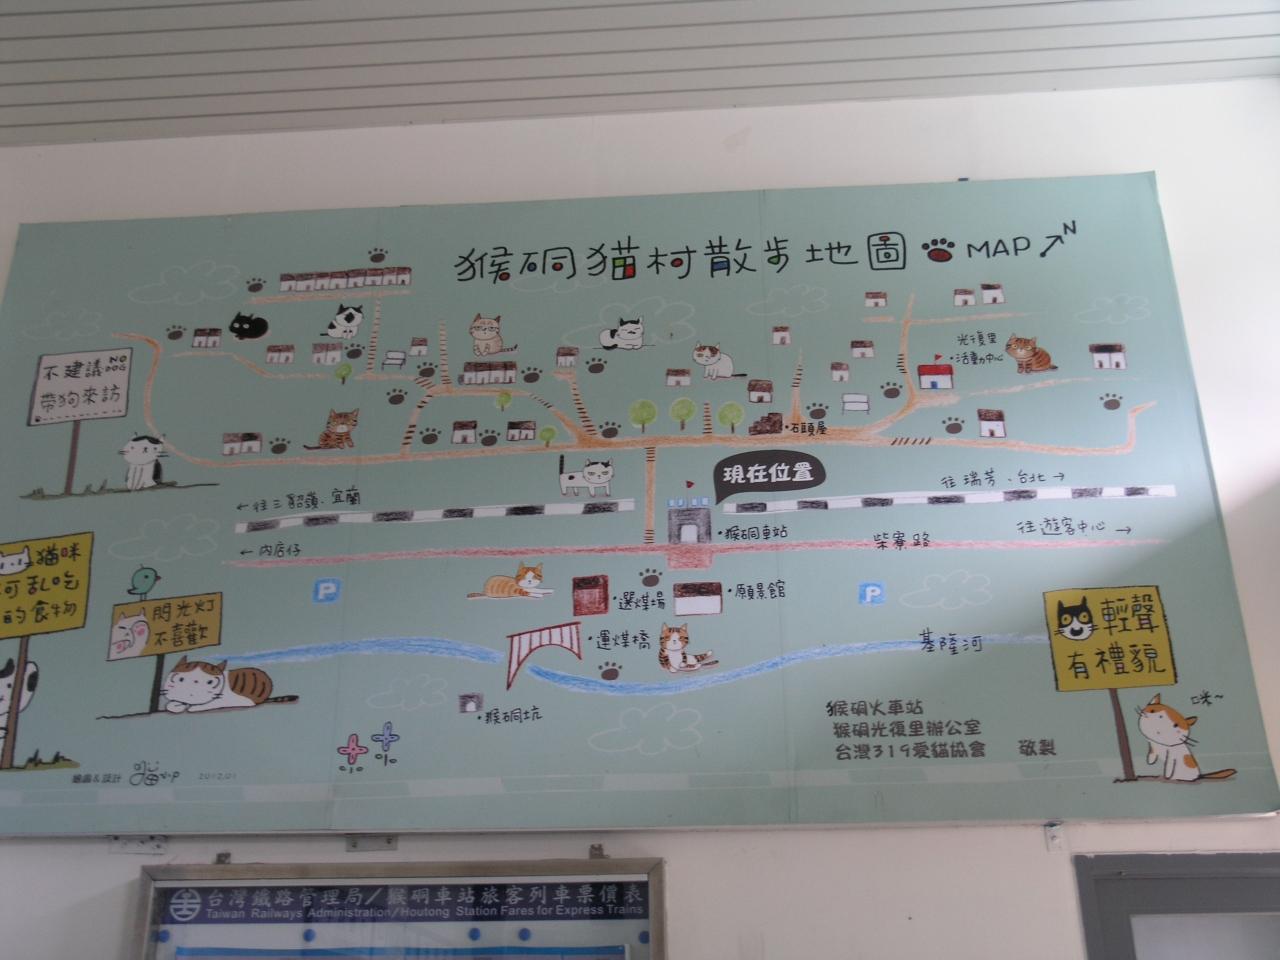 猴硐猫村散步地圖 MAP N
不建議 NO DOG
帶狗來訪
光復里
活動中心
石頭屋
現在位置
←往三貂嶺、宜蘭
往瑞芳、台北→
猴硐車站
柴寮路
往遊客中心→
←內店仔
猫咪
可亂吃
的食物
P
P
選煤場
願景館
閃光灯
不喜歡
運煤橋
基隆河
輕聲
有禮貌
猴硐坑
咪~
猴硐火車站
猴硐光復里辦公室
台灣319愛貓協會 敬製
繪圖&設計 2012.01
台灣鐵路管理局/猴硐車站旅客列車票價表
Taiwan Railways Administration/Houtong Station Fares for Express Trains